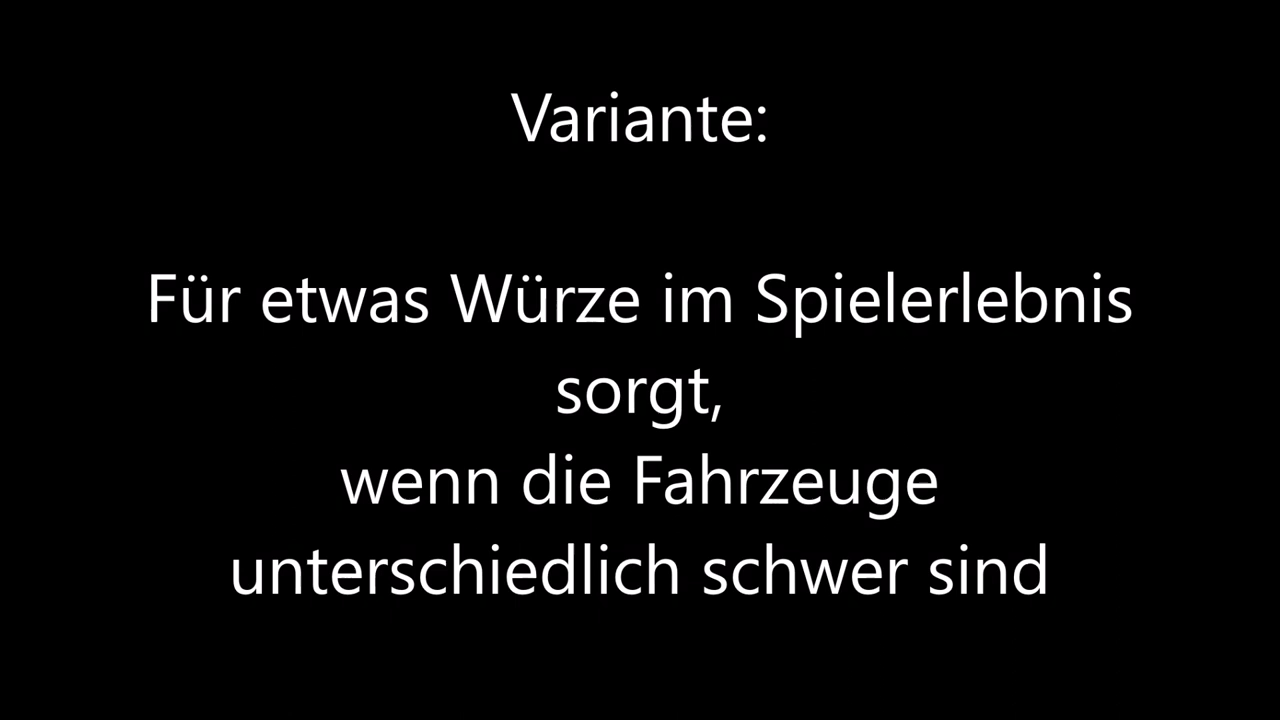 Variante:
Für etwas Würze im Spielerlebnis
sorgt,
wenn die Fahrzeuge
unterschiedlich schwer sind